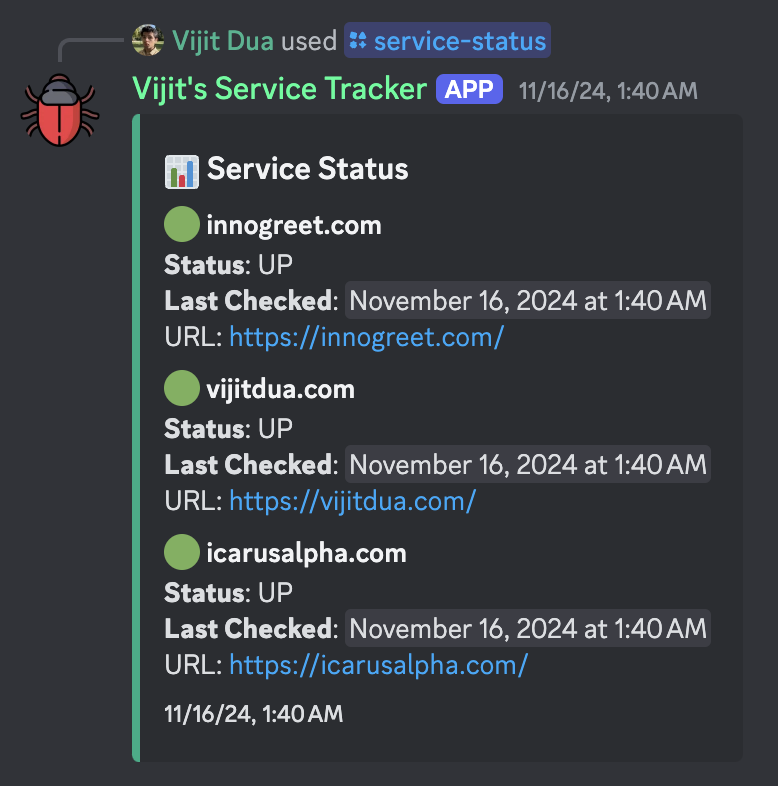 Vijit Dua used service-status
Vijit's Service Tracker APP 11/16/24, 1:40 AM
Service Status
innogreet.com
Status: UP
Last Checked: November 16, 2024 at 1:40 AM
URL: https://innogreet.com/
vijitdua.com
Status: UP
Last Checked: November 16, 2024 at 1:40 AM
URL: https://vijitdua.com/
icarusalpha.com
Status: UP
Last Checked: November 16, 2024 at 1:40 AM
URL: https://icarusalpha.com/
11/16/24, 1:40 AM